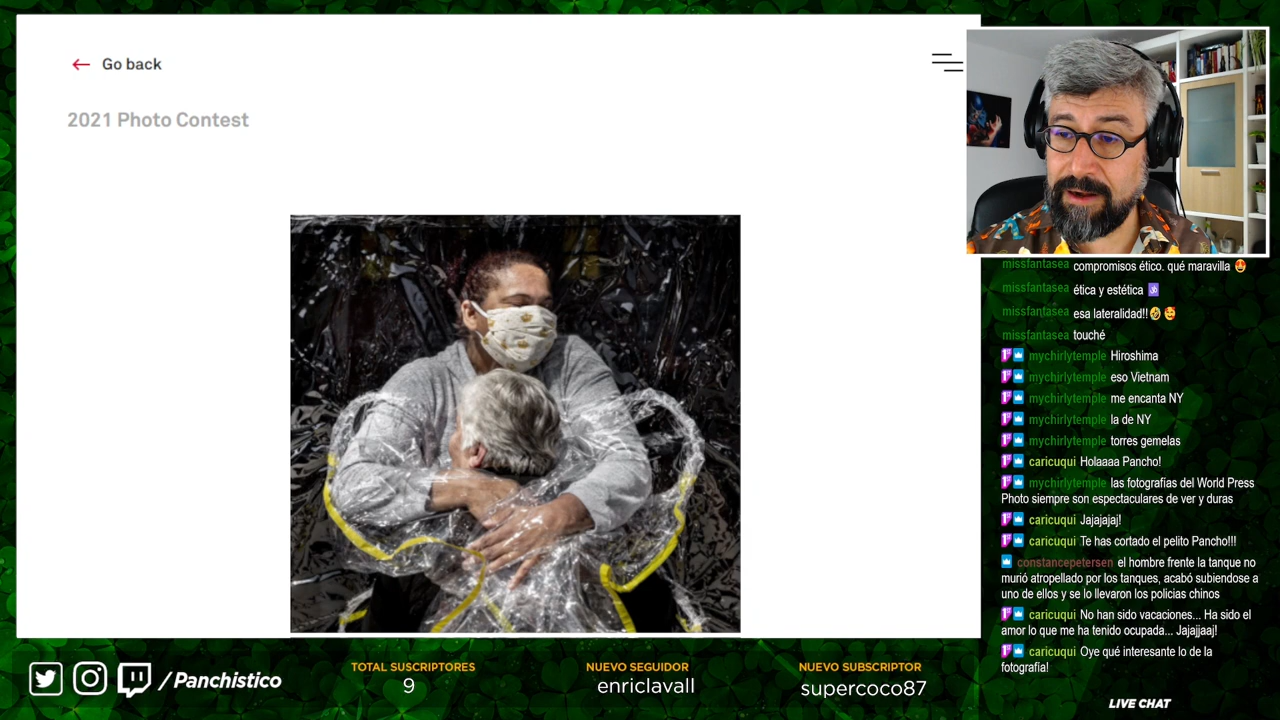 Go back
2021 Photo Contest
missfantasea compromisos ético. qué maravilla
missfantasea ética y estética
missfantasea esa lateralidad!!
missfantasea touché
mychirlytemple Hiroshima
mychirlytemple eso Vietnam
mychirlytemple me encanta NY
mychirlytemple la de NY
mychirlytemple torres gemelas
caricuqui Holaaaa Pancho!
mychirlytemple las fotografías del World Press
Photo siempre son espectaculares de ver y duras
caricuqui Jajajajaj!
caricuqui Te has cortado el pelito Pancho!!!
constancepetersen el hombre frente la tanque no
murió atropellado por los tanques, acabó subiendose a
uno de ellos y se lo llevaron los policias chinos
caricuqui No han sido vacaciones... Ha sido el
amor lo que me ha tenido ocupada... Jajajjaaj!
caricuqui Oye qué interesante lo de la
fotografía!
LIVE CHAT
/Panchistico
TOTAL SUSCRIPTORES
9
NUEVO SEGUIDOR
enriclavall
NUEVO SUBSCRIPTOR
supercoco87